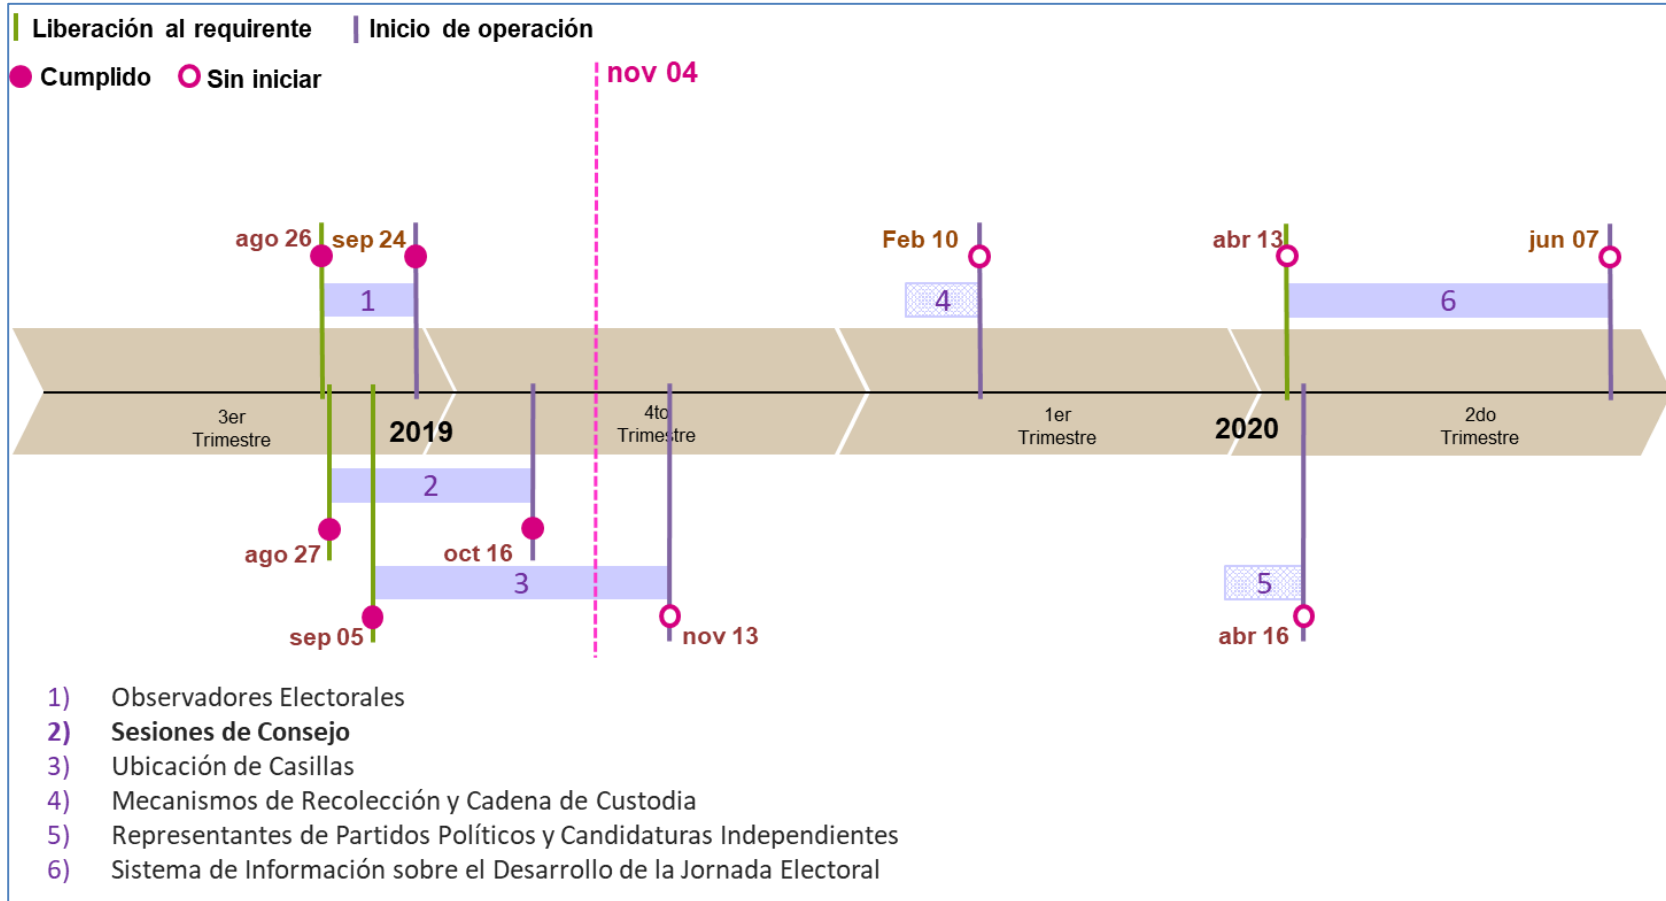 Liberación al requirente
Inicio de operación
Cumplido
Sin iniciar
nov 04
ago 26
sep 24
Feb 10
abr 13
jun 07
1
4
6
3er
Trimestre
2019
4to
Trimestre
1er
Trimestre
2020
2do
Trimestre
2
ago 27
oct 16
3
5
sep 05
nov 13
abr 16
1) Observadores Electorales
2) Sesiones de Consejo
3) Ubicación de Casillas
4) Mecanismos de Recolección y Cadena de Custodia
5) Representantes de Partidos Políticos y Candidaturas Independientes
6) Sistema de Información sobre el Desarrollo de la Jornada Electoral